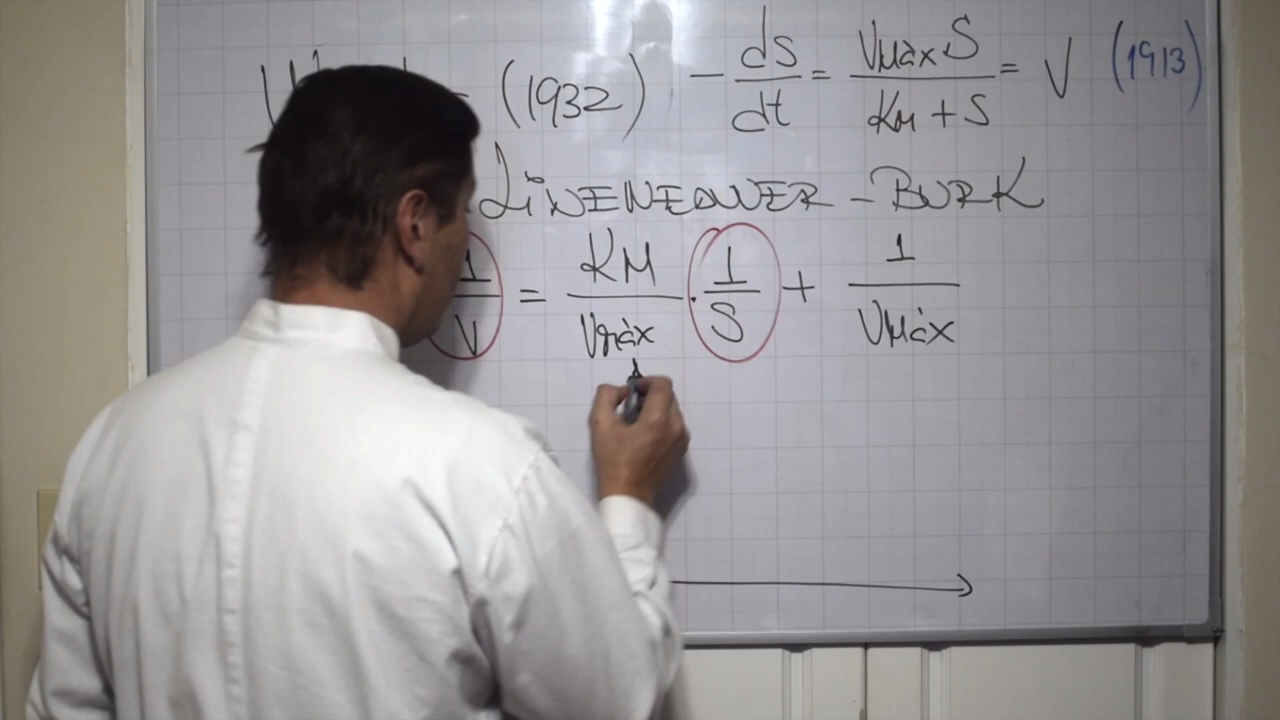 (1932) - dS/dt = Vmáx S / KM + S = V (1913)
LiNEWEAVER - BURK
1/V = KM/Vmáx · 1/S + 1/Vmáx